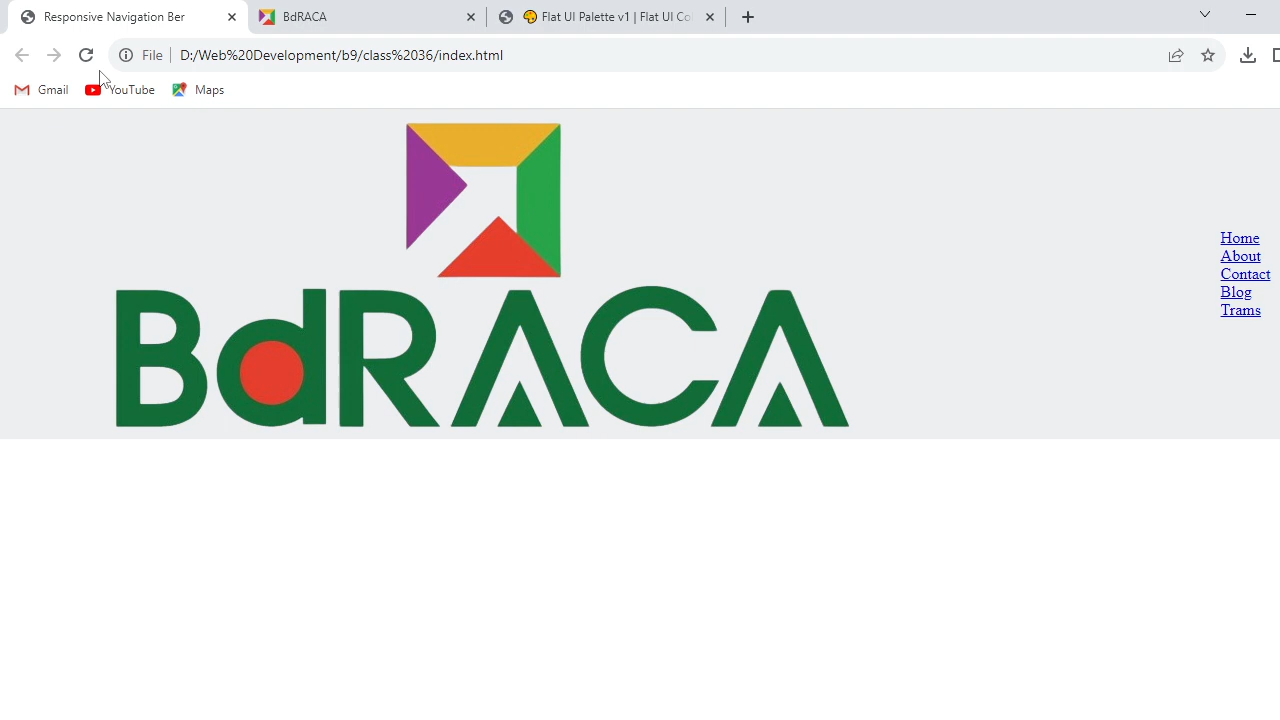 Responsive Navigation Ber
BdRACA
Flat UI Palette v1 | Flat UI Co
File
D:/Web%20Development/b9/class%2036/index.html
Gmail
YouTube
Maps
BdRACA
Home
About
Contact
Blog
Trams